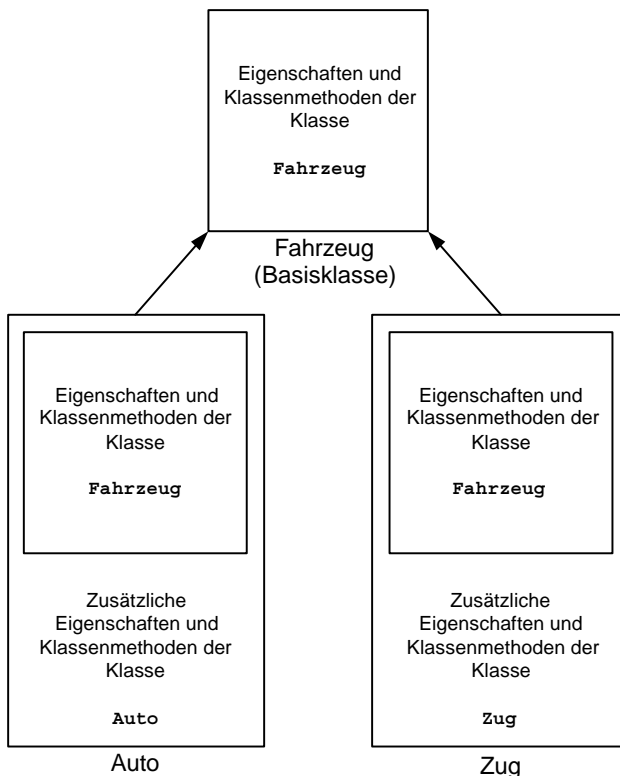 Eigenschaften und
Klassenmethoden der
Klasse
Fahrzeug
Fahrzeug
(Basisklasse)
Eigenschaften und
Klassenmethoden der
Klasse
Fahrzeug
Zusätzliche
Eigenschaften und
Klassenmethoden der
Klasse
Auto
Auto
Eigenschaften und
Klassenmethoden der
Klasse
Fahrzeug
Zusätzliche
Eigenschaften und
Klassenmethoden der
Klasse
Zug
Zug